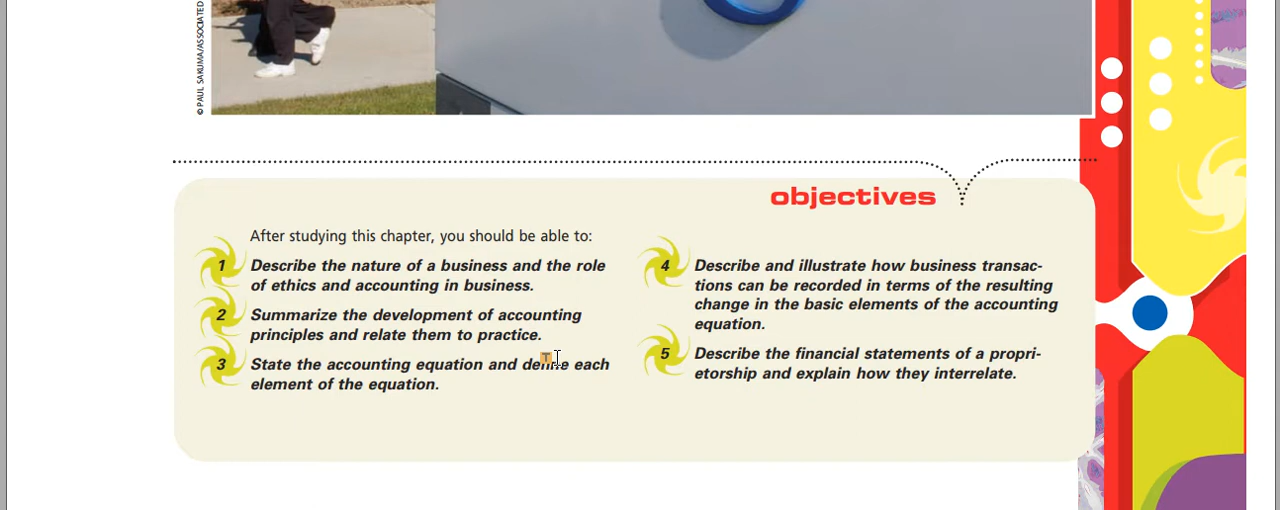 © PAUL SAKUMA/ASSOCIATED
objectives
After studying this chapter, you should be able to:
1 Describe the nature of a business and the role
of ethics and accounting in business.
2 Summarize the development of accounting
principles and relate them to practice.
3 State the accounting equation and define each
element of the equation.
4 Describe and illustrate how business transac-
tions can be recorded in terms of the resulting
change in the basic elements of the accounting
equation.
5 Describe the financial statements of a propri-
etorship and explain how they interrelate.